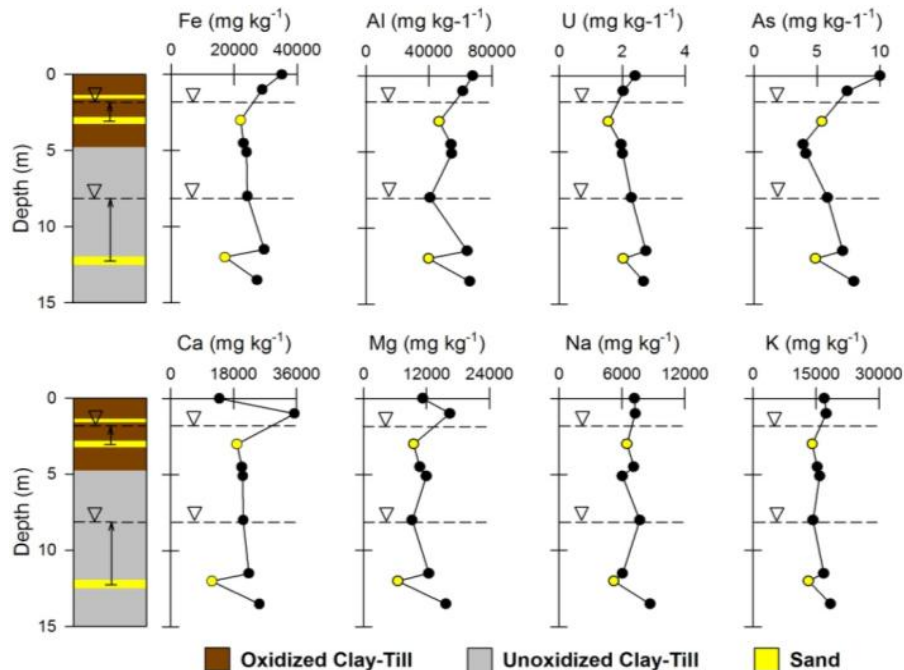 Fe (mg kg⁻¹) Al (mg kg-1⁻¹) U (mg kg-1⁻¹) As (mg kg-1⁻¹)
0 20000 40000 0 40000 80000 0 2 4 0 5 10
0
5
10
15
Depth (m)
Ca (mg kg⁻¹) Mg (mg kg⁻¹) Na (mg kg⁻¹) K (mg kg⁻¹)
0 18000 36000 0 12000 24000 0 6000 12000 0 15000 30000
0
5
10
15
Depth (m)
Oxidized Clay-Till Unoxidized Clay-Till Sand